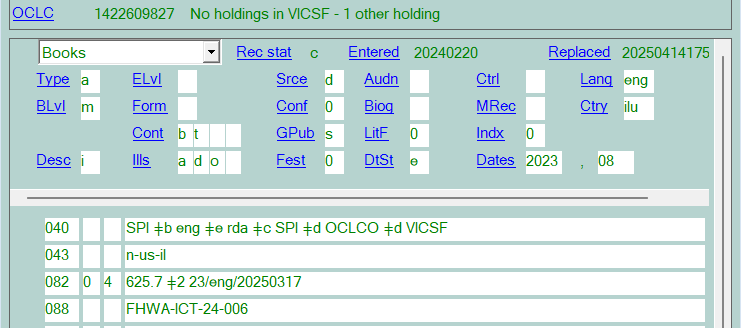 OCLC 1422609827 No holdings in VICSF - 1 other holding
Books Rec stat c Entered 20240220 Replaced 20250414175
Type a ELvl Srce d Audn Ctrl Lang eng
BLvl m Form Conf 0 Biog MRec Ctry ilu
Cont b t GPub s LitF 0 Indx 0
Desc i Ills a d o Fest 0 DtSt e Dates 2023 , 08
040 SPI ǂb eng ǂe rda ǂc SPI ǂd OCLCO ǂd VICSF
043 n-us-il
082 0 4 625.7 ǂ2 23/eng/20250317
088 FHWA-ICT-24-006